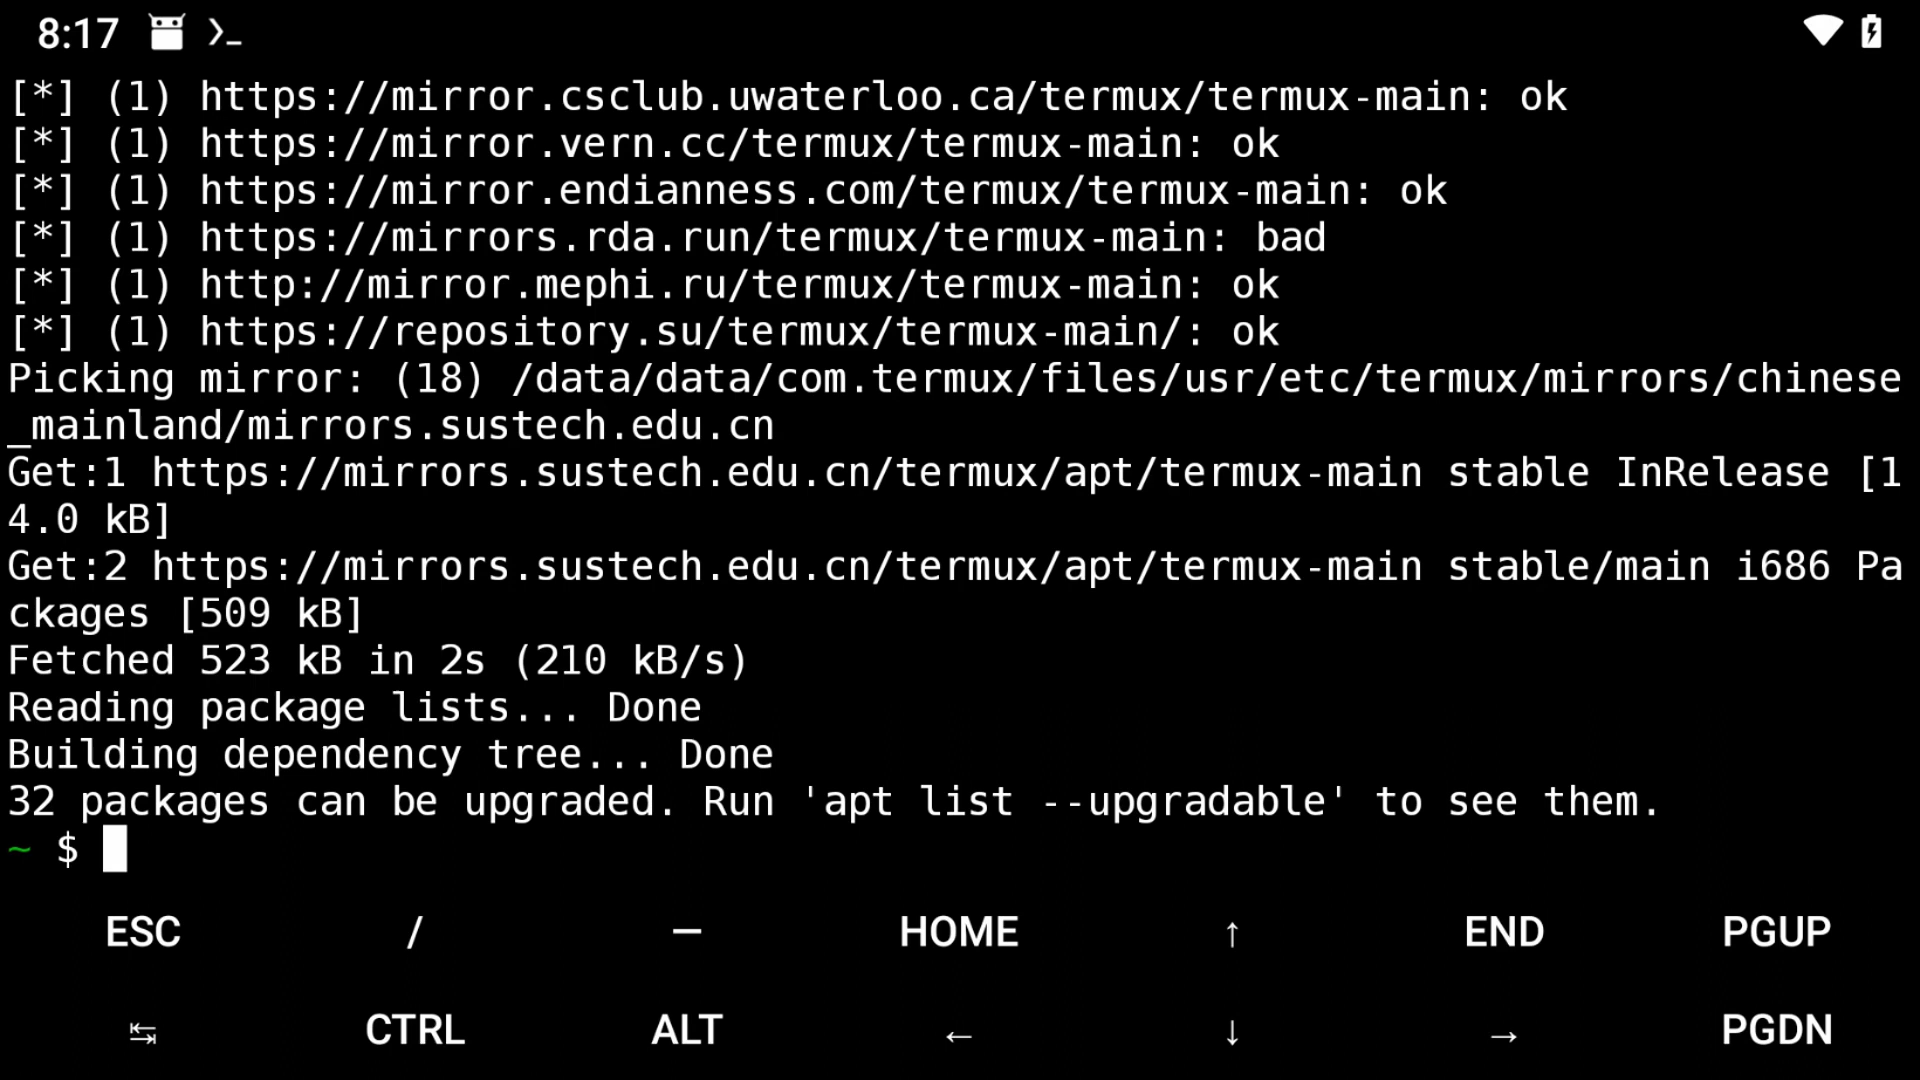 8:17
[*] (1) https://mirror.csclub.uwaterloo.ca/termux/termux-main: ok
[*] (1) https://mirror.vern.cc/termux/termux-main: ok
[*] (1) https://mirror.endianness.com/termux/termux-main: ok
[*] (1) https://mirrors.rda.run/termux/termux-main: bad
[*] (1) http://mirror.mephi.ru/termux/termux-main: ok
[*] (1) https://repository.su/termux/termux-main/: ok
Picking mirror: (18) /data/data/com.termux/files/usr/etc/termux/mirrors/chinese
_mainland/mirrors.sustech.edu.cn
Get:1 https://mirrors.sustech.edu.cn/termux/apt/termux-main stable InRelease [1
4.0 kB]
Get:2 https://mirrors.sustech.edu.cn/termux/apt/termux-main stable/main i686 Pa
ckages [509 kB]
Fetched 523 kB in 2s (210 kB/s)
Reading package lists... Done
Building dependency tree... Done
32 packages can be upgraded. Run 'apt list --upgradable' to see them.
~ $
ESC / — HOME ↑ END PGUP
↹ CTRL ALT ← ↓ → PGDN